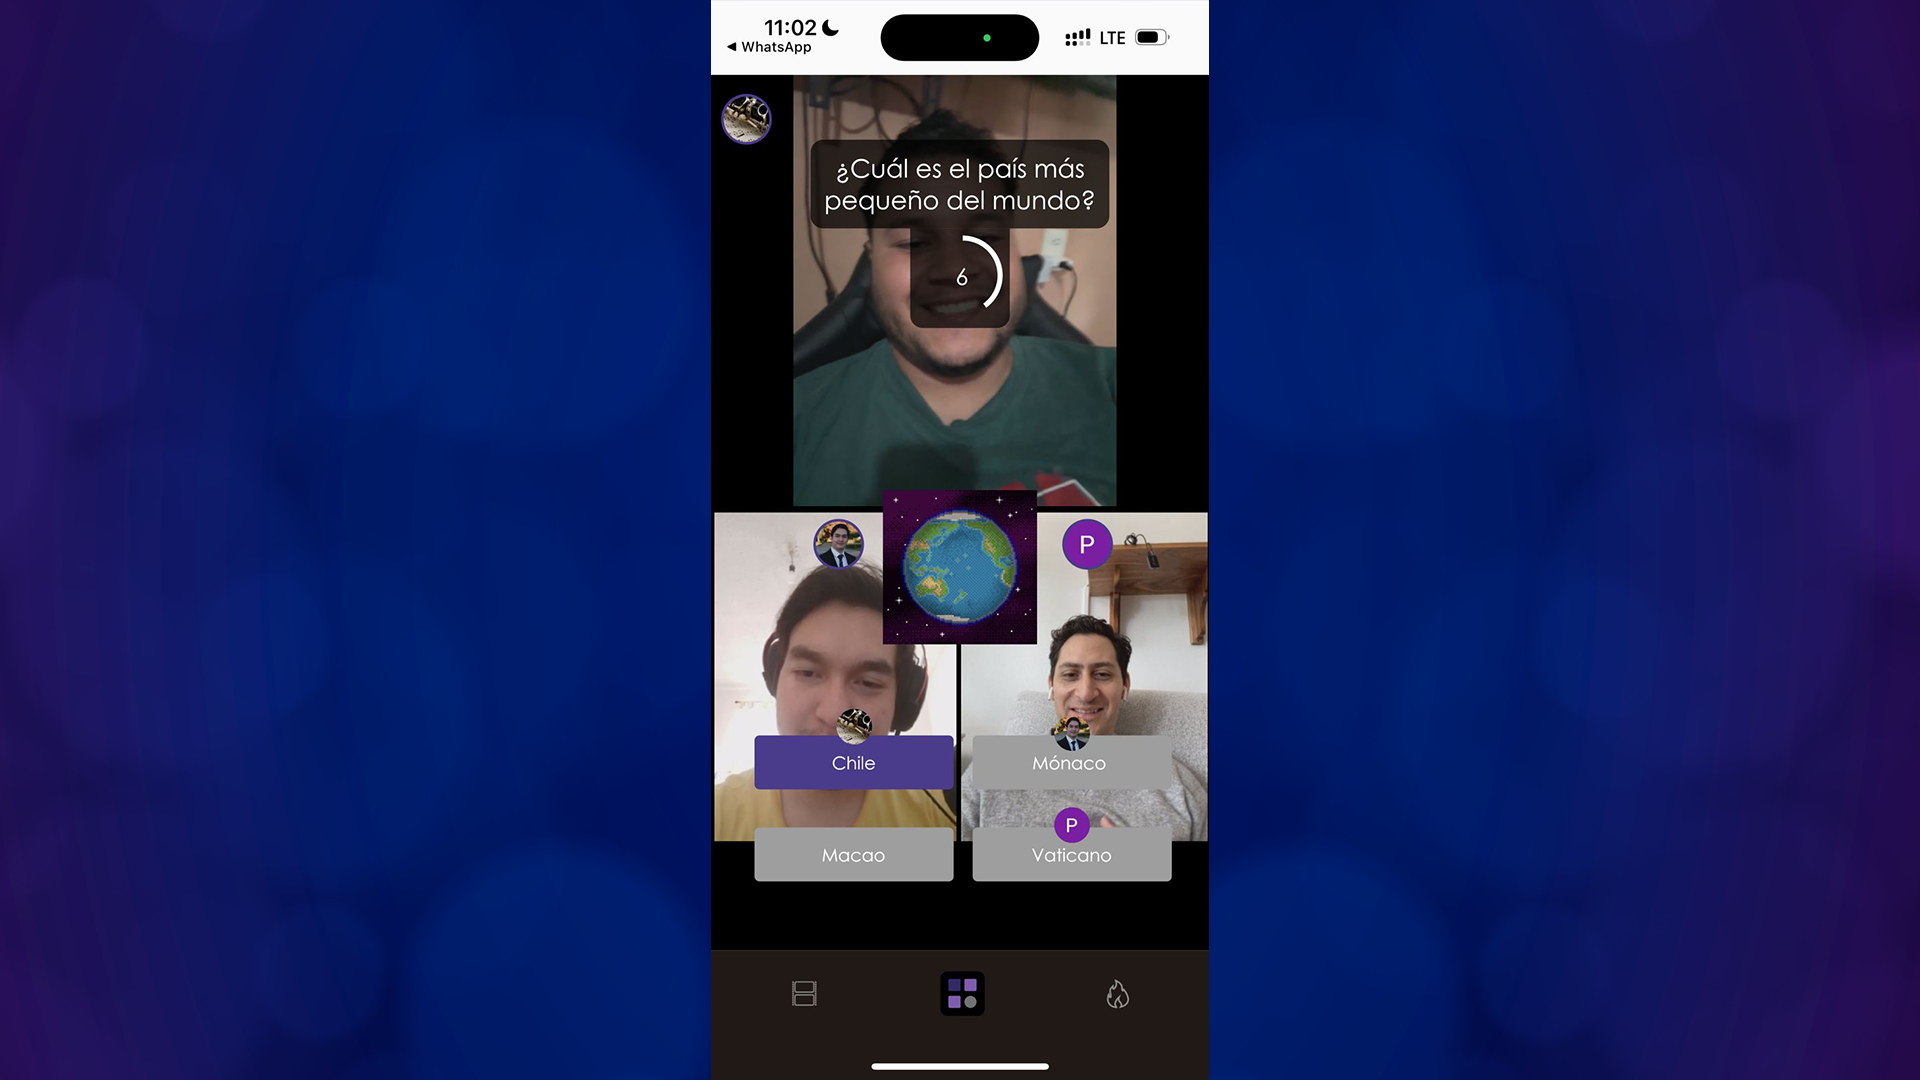 11:02
WhatsApp
LTE
¿Cuál es el país más
pequeño del mundo?
6
P
Chile
Mónaco
P
Macao
Vaticano